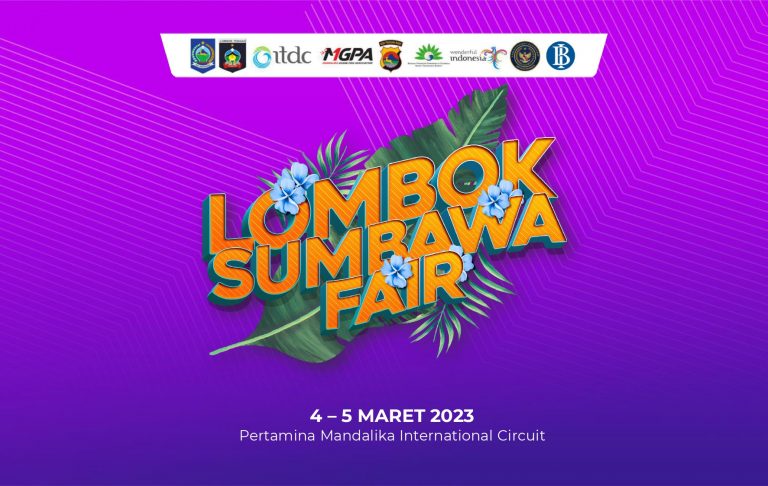 itdc
MGPA
wonderful
indonesia
LOMBOK
SUMBAWA
FAIR
4 – 5 MARET 2023
Pertamina Mandalika International Circuit